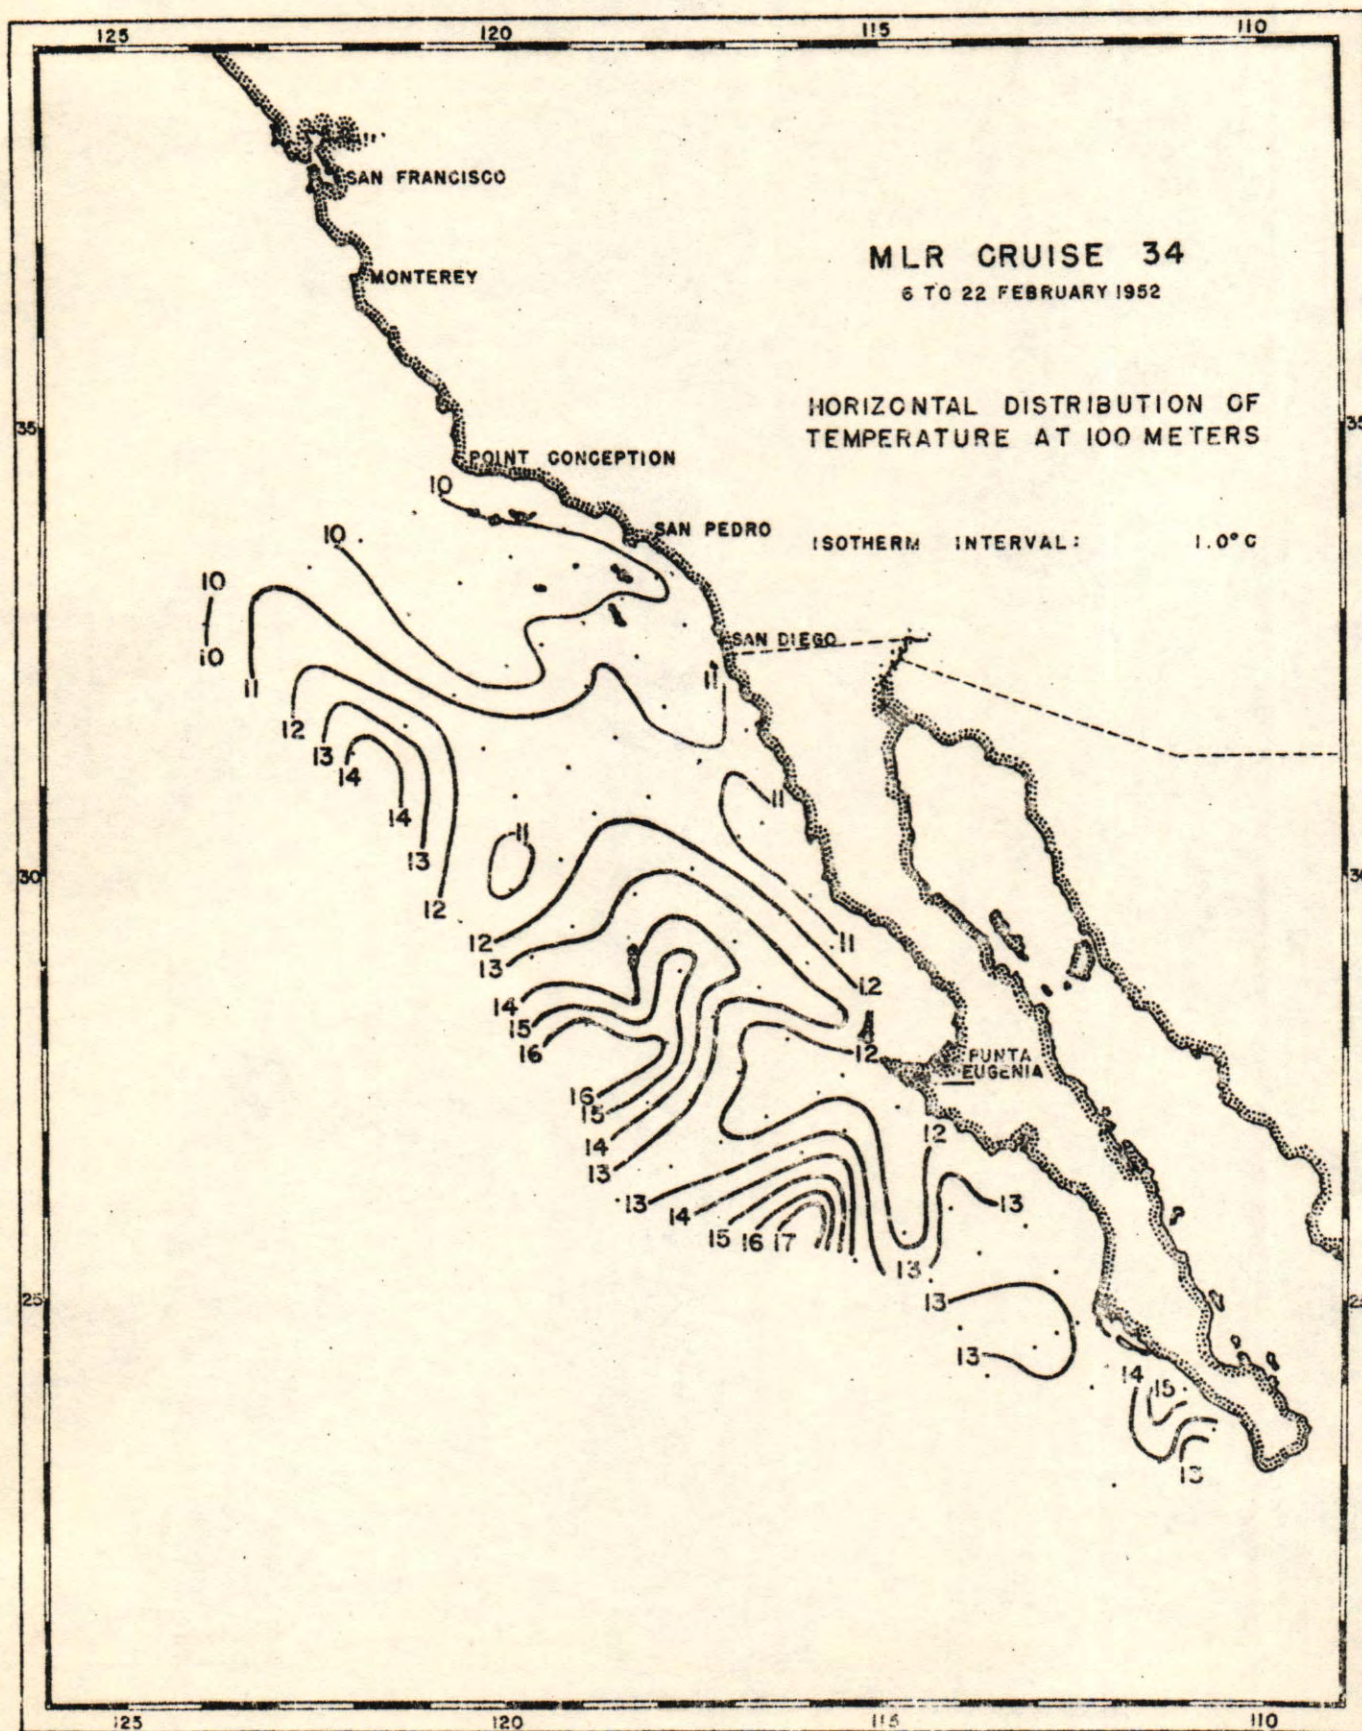 125 120 115 110
SAN FRANCISCO
MLR CRUISE 34
6 TO 22 FEBRUARY 1952
MONTEREY
HORIZONTAL DISTRIBUTION OF
TEMPERATURE AT 100 METERS
35 35
POINT CONCEPTION
10
SAN PEDRO
ISOTHERM INTERVAL: 1.0° C
10
10
SAN DIEGO
10
11
11
12
13
14
11
14
11
13
30 30
12
12
11
13
12
14
15
16
12
PUNTA
EUGENIA
16
15
14
12
13
13
13
14
15 16 17
13
25 25
13
13
14
15
13
125 120 115 110